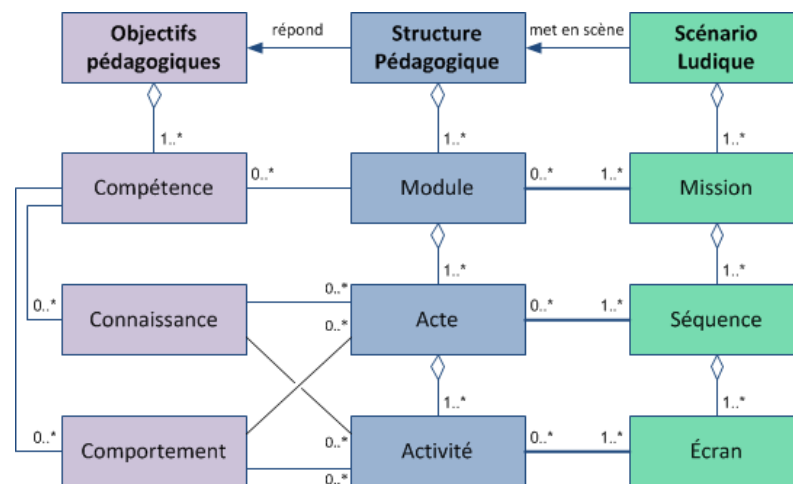 Objectifs
pédagogiques
répond
Structure
Pédagogique
met en scène
Scénario
Ludique
1..*
1..*
1..*
Compétence
0..*
Module
0..*
1..*
Mission
1..*
1..*
0..*
Connaissance
0..*
0..*
Acte
0..*
1..*
Séquence
1..*
1..*
0..*
Comportement
0..*
0..*
Activité
0..*
1..*
Écran